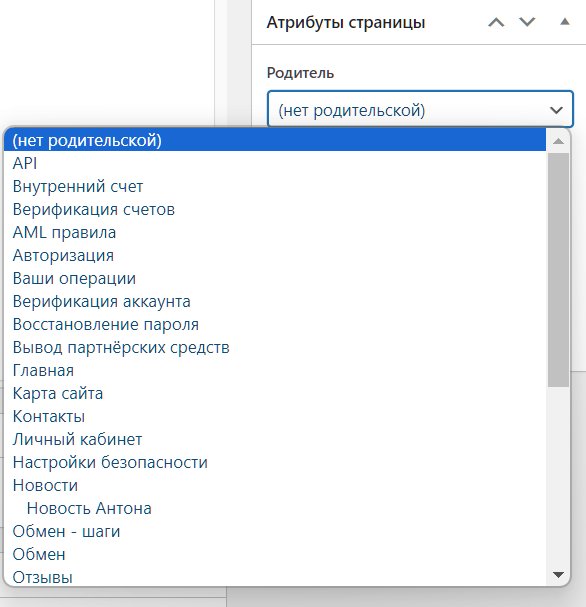 Атрибуты страницы
Родитель
(нет родительской)
(нет родительской)
API
Внутренний счет
Верификация счетов
AML правила
Авторизация
Ваши операции
Верификация аккаунта
Восстановление пароля
Вывод партнёрских средств
Главная
Карта сайта
Контакты
Личный кабинет
Настройки безопасности
Новости
Новость Антона
Обмен - шаги
Обмен
Отзывы